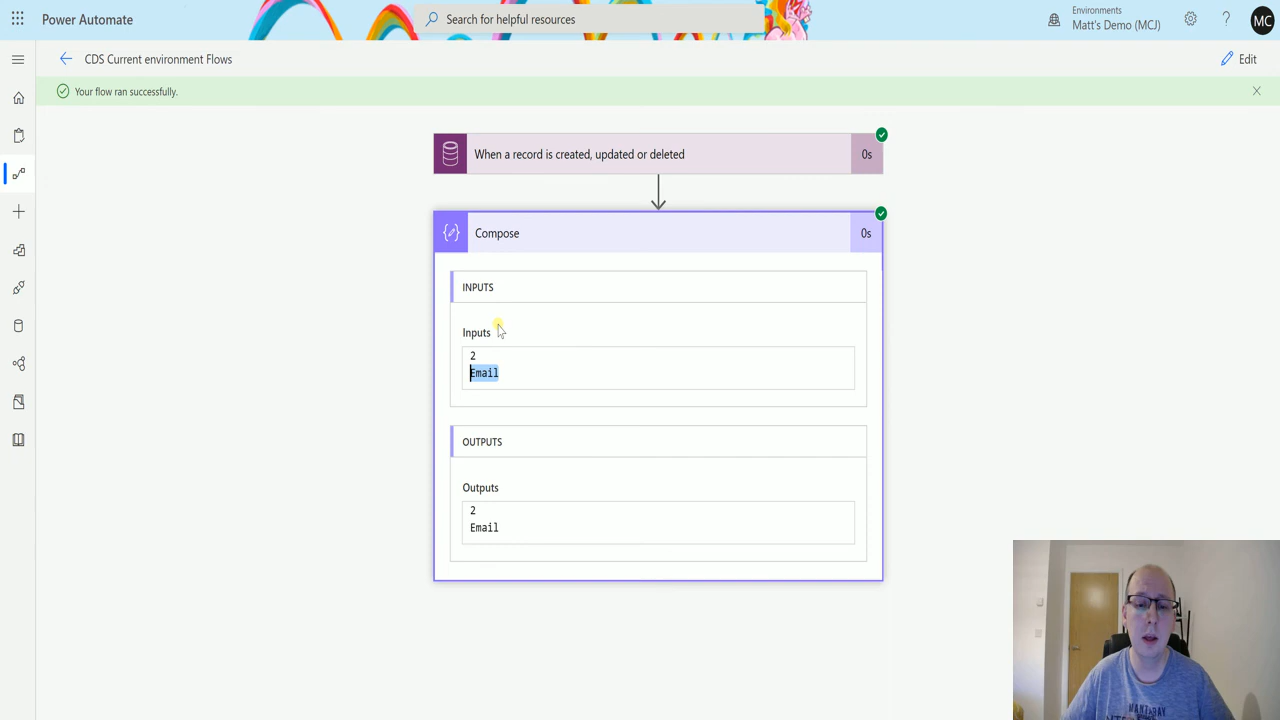 Power Automate
Search for helpful resources
Environments
Matt's Demo (MCJ)
?
MC
CDS Current environment Flows
Edit
Your flow ran successfully.
When a record is created, updated or deleted
0s
Compose
0s
INPUTS
Inputs
2
Email
OUTPUTS
Outputs
2
Email